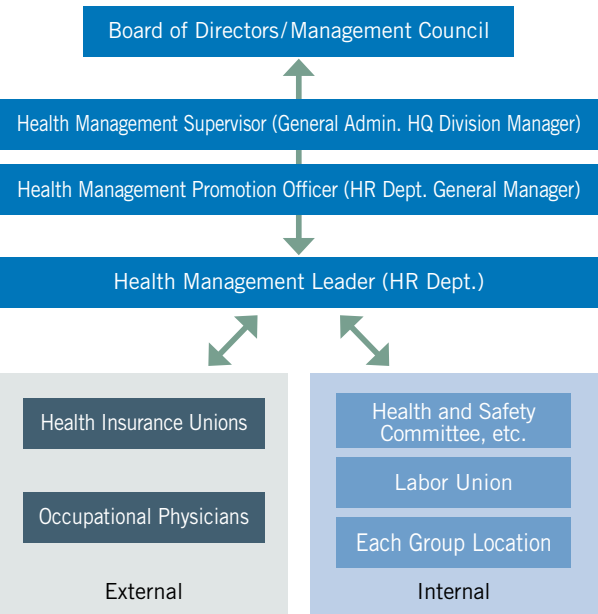 Board of Directors/Management Council
Health Management Supervisor (General Admin. HQ Division Manager)
Health Management Promotion Officer (HR Dept. General Manager)
Health Management Leader (HR Dept.)
Health Insurance Unions
Occupational Physicians
External
Health and Safety
Committee, etc.
Labor Union
Each Group Location
Internal